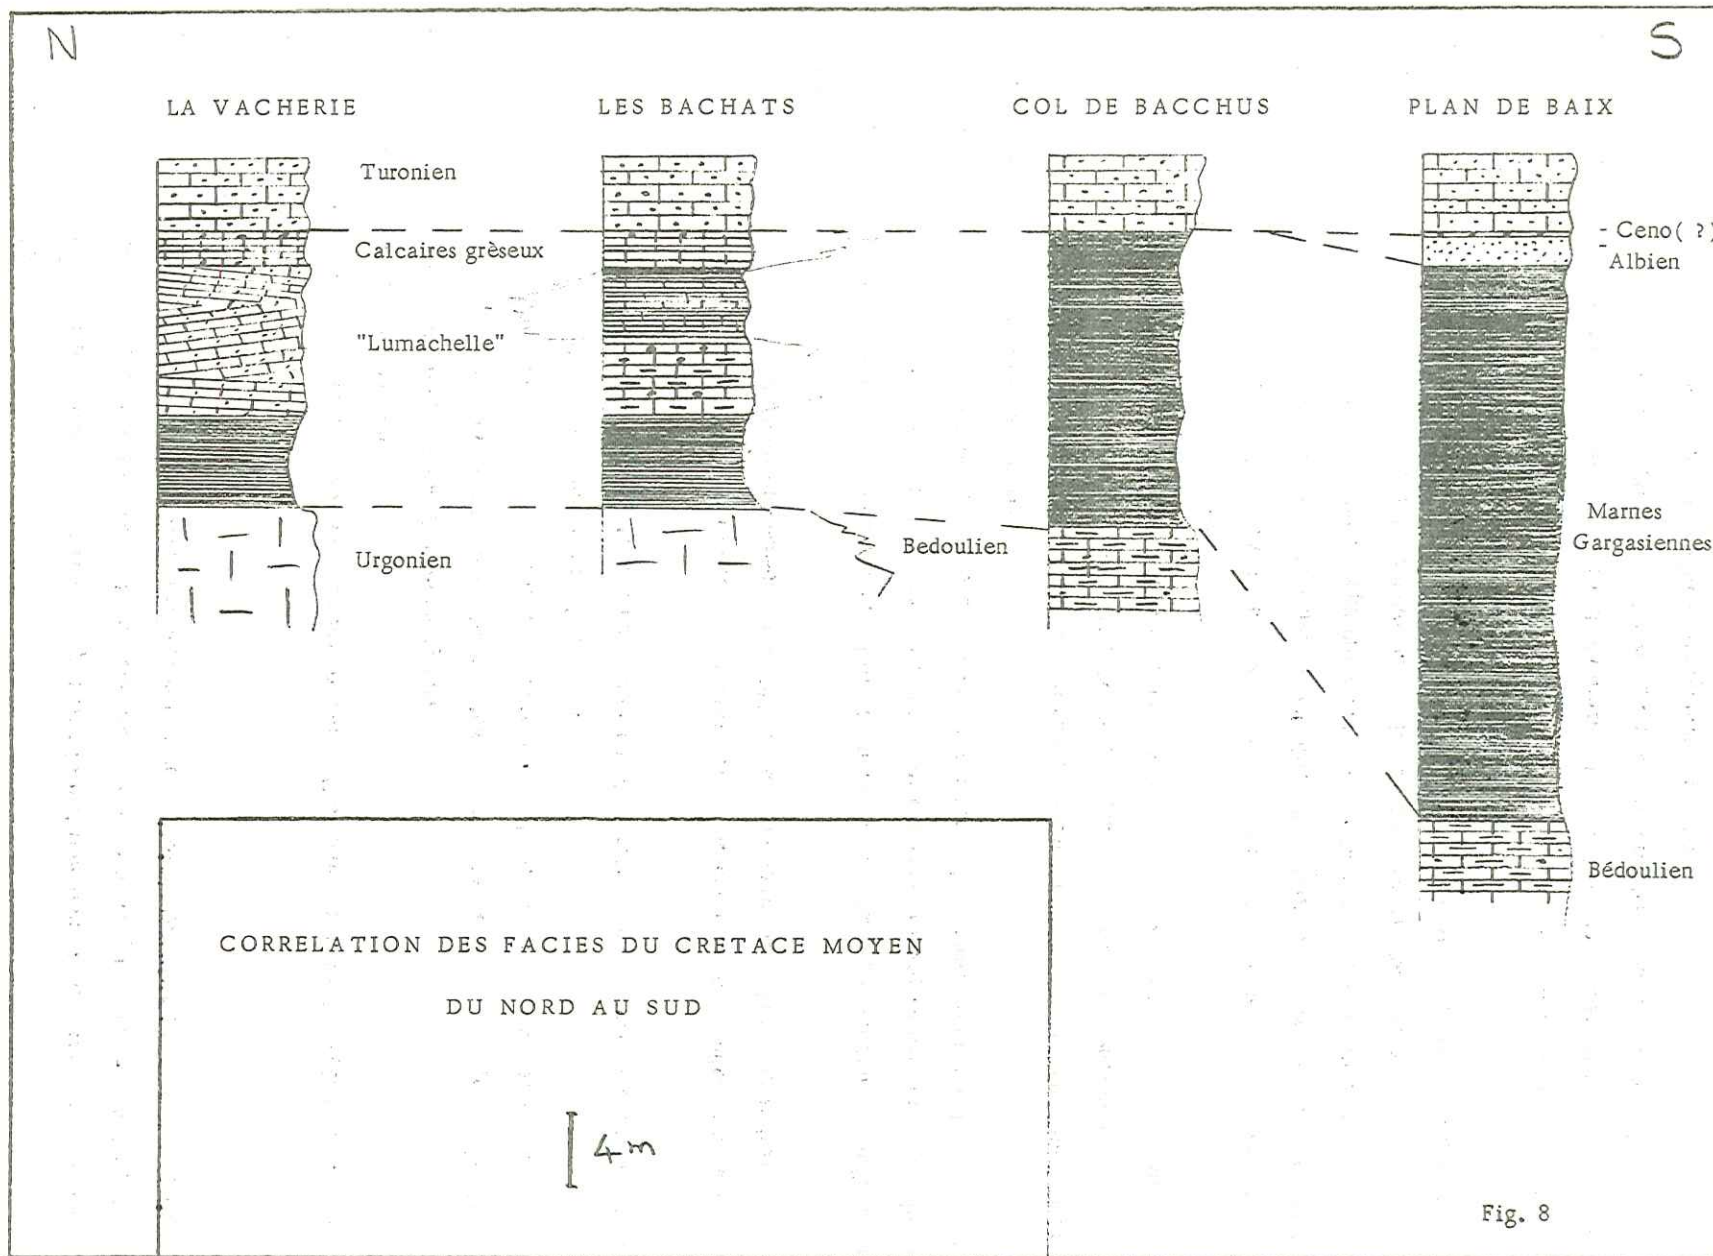 N
S
LA VACHERIE
LES BACHATS
COL DE BACCHUS
PLAN DE BAIX
Turonien
Calcaires grèseux
"Lumachelle"
Urgonien
Bedoulien
- Ceno( ?)
- Albien
Marnes
Gargasiennes
Bédoulien
CORRELATION DES FACIES DU CRETACE MOYEN
DU NORD AU SUD
4m
Fig. 8